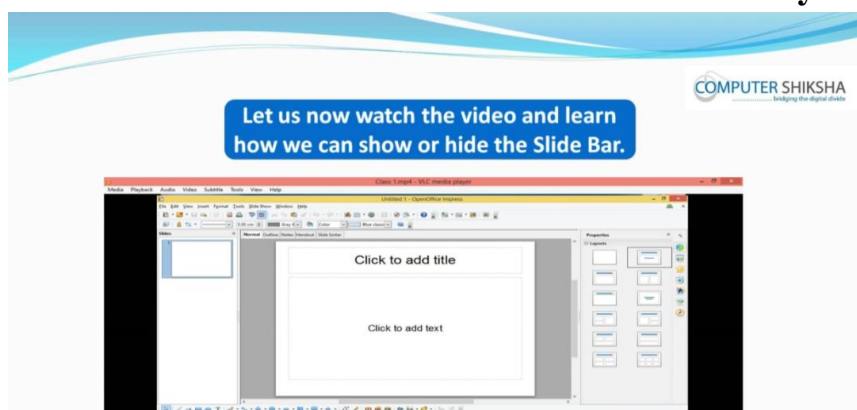 COMPUTER SHIKSHA
bridging the digital divide
Let us now watch the video and learn
how we can show or hide the Slide Bar.
Class 1.mp4 - VLC media player
Media Playback Audio Video Subtitle Tools View Help
Untitled 1 - OpenOffice Impress
File Edit View Insert Format Tools Slide Show Window Help
Slides
Normal Outline Notes Handout Slide Sorter
Properties
Layouts
Click to add title
Click to add text